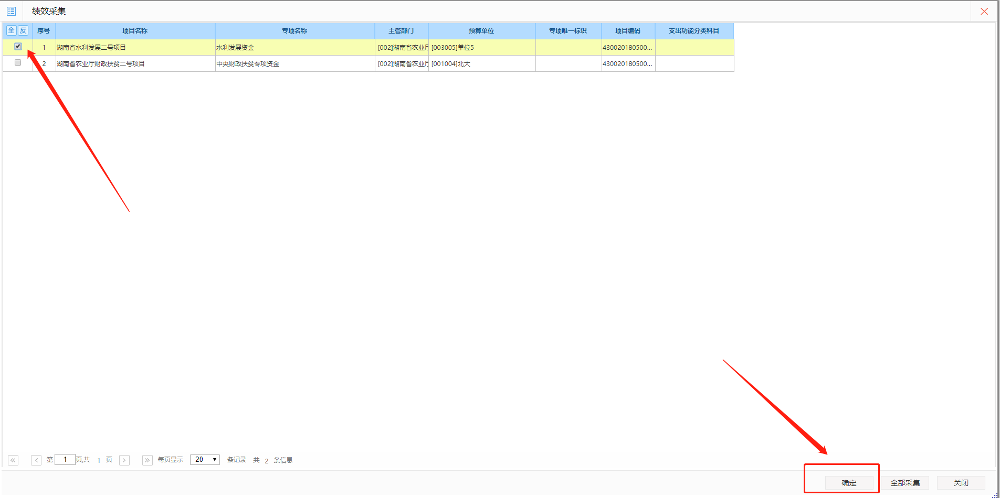 绩效采集
全 反 序号 项目名称 专项名称 主管部门 预算单位 专项唯一标识 项目编码 支出功能分类科目
1 湖南省水利发展二号项目 水利发展资金 [002]湖南省农业厅 [003005]单位5 430020180500...
2 湖南省农业厅财政扶贫二号项目 中央财政扶贫专项资金 [002]湖南省农业厅 [001004]北大 430020180500...
第 1 页,共 1 页 每页显示 20 条记录 共 2 条信息
确定 全部采集 关闭